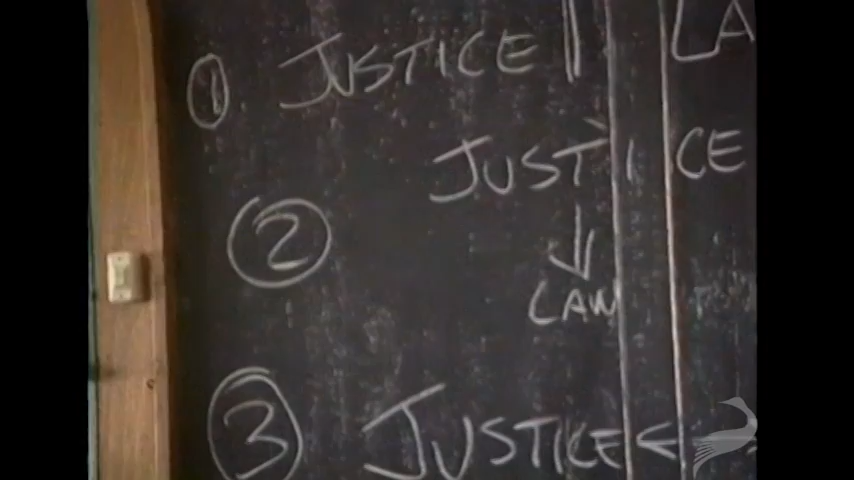 ① JUSTICE || LA
JUSTICE
②
↓
LAW
③ JUSTICE ←